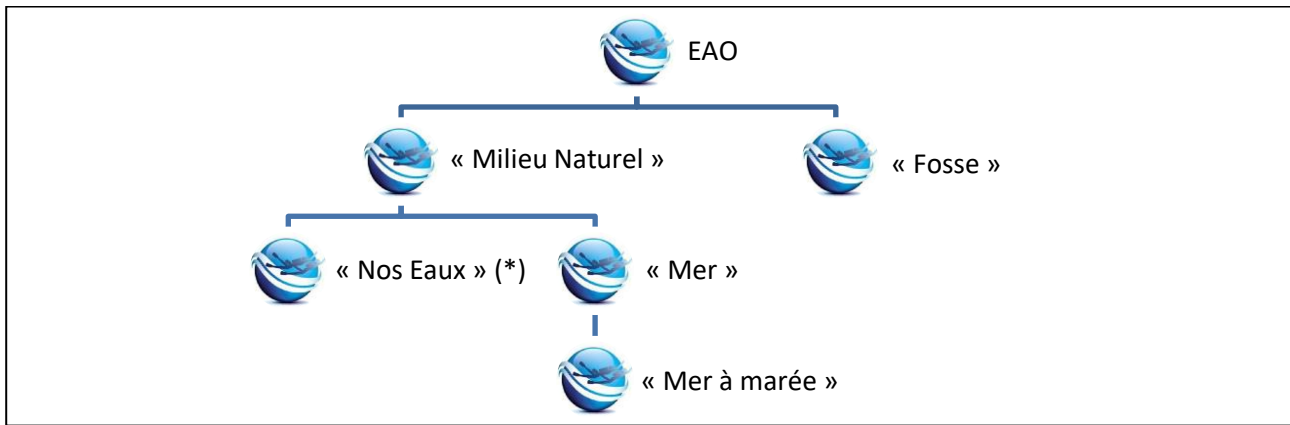 EAO
« Milieu Naturel »
« Fosse »
« Nos Eaux » (*)
« Mer »
« Mer à marée »